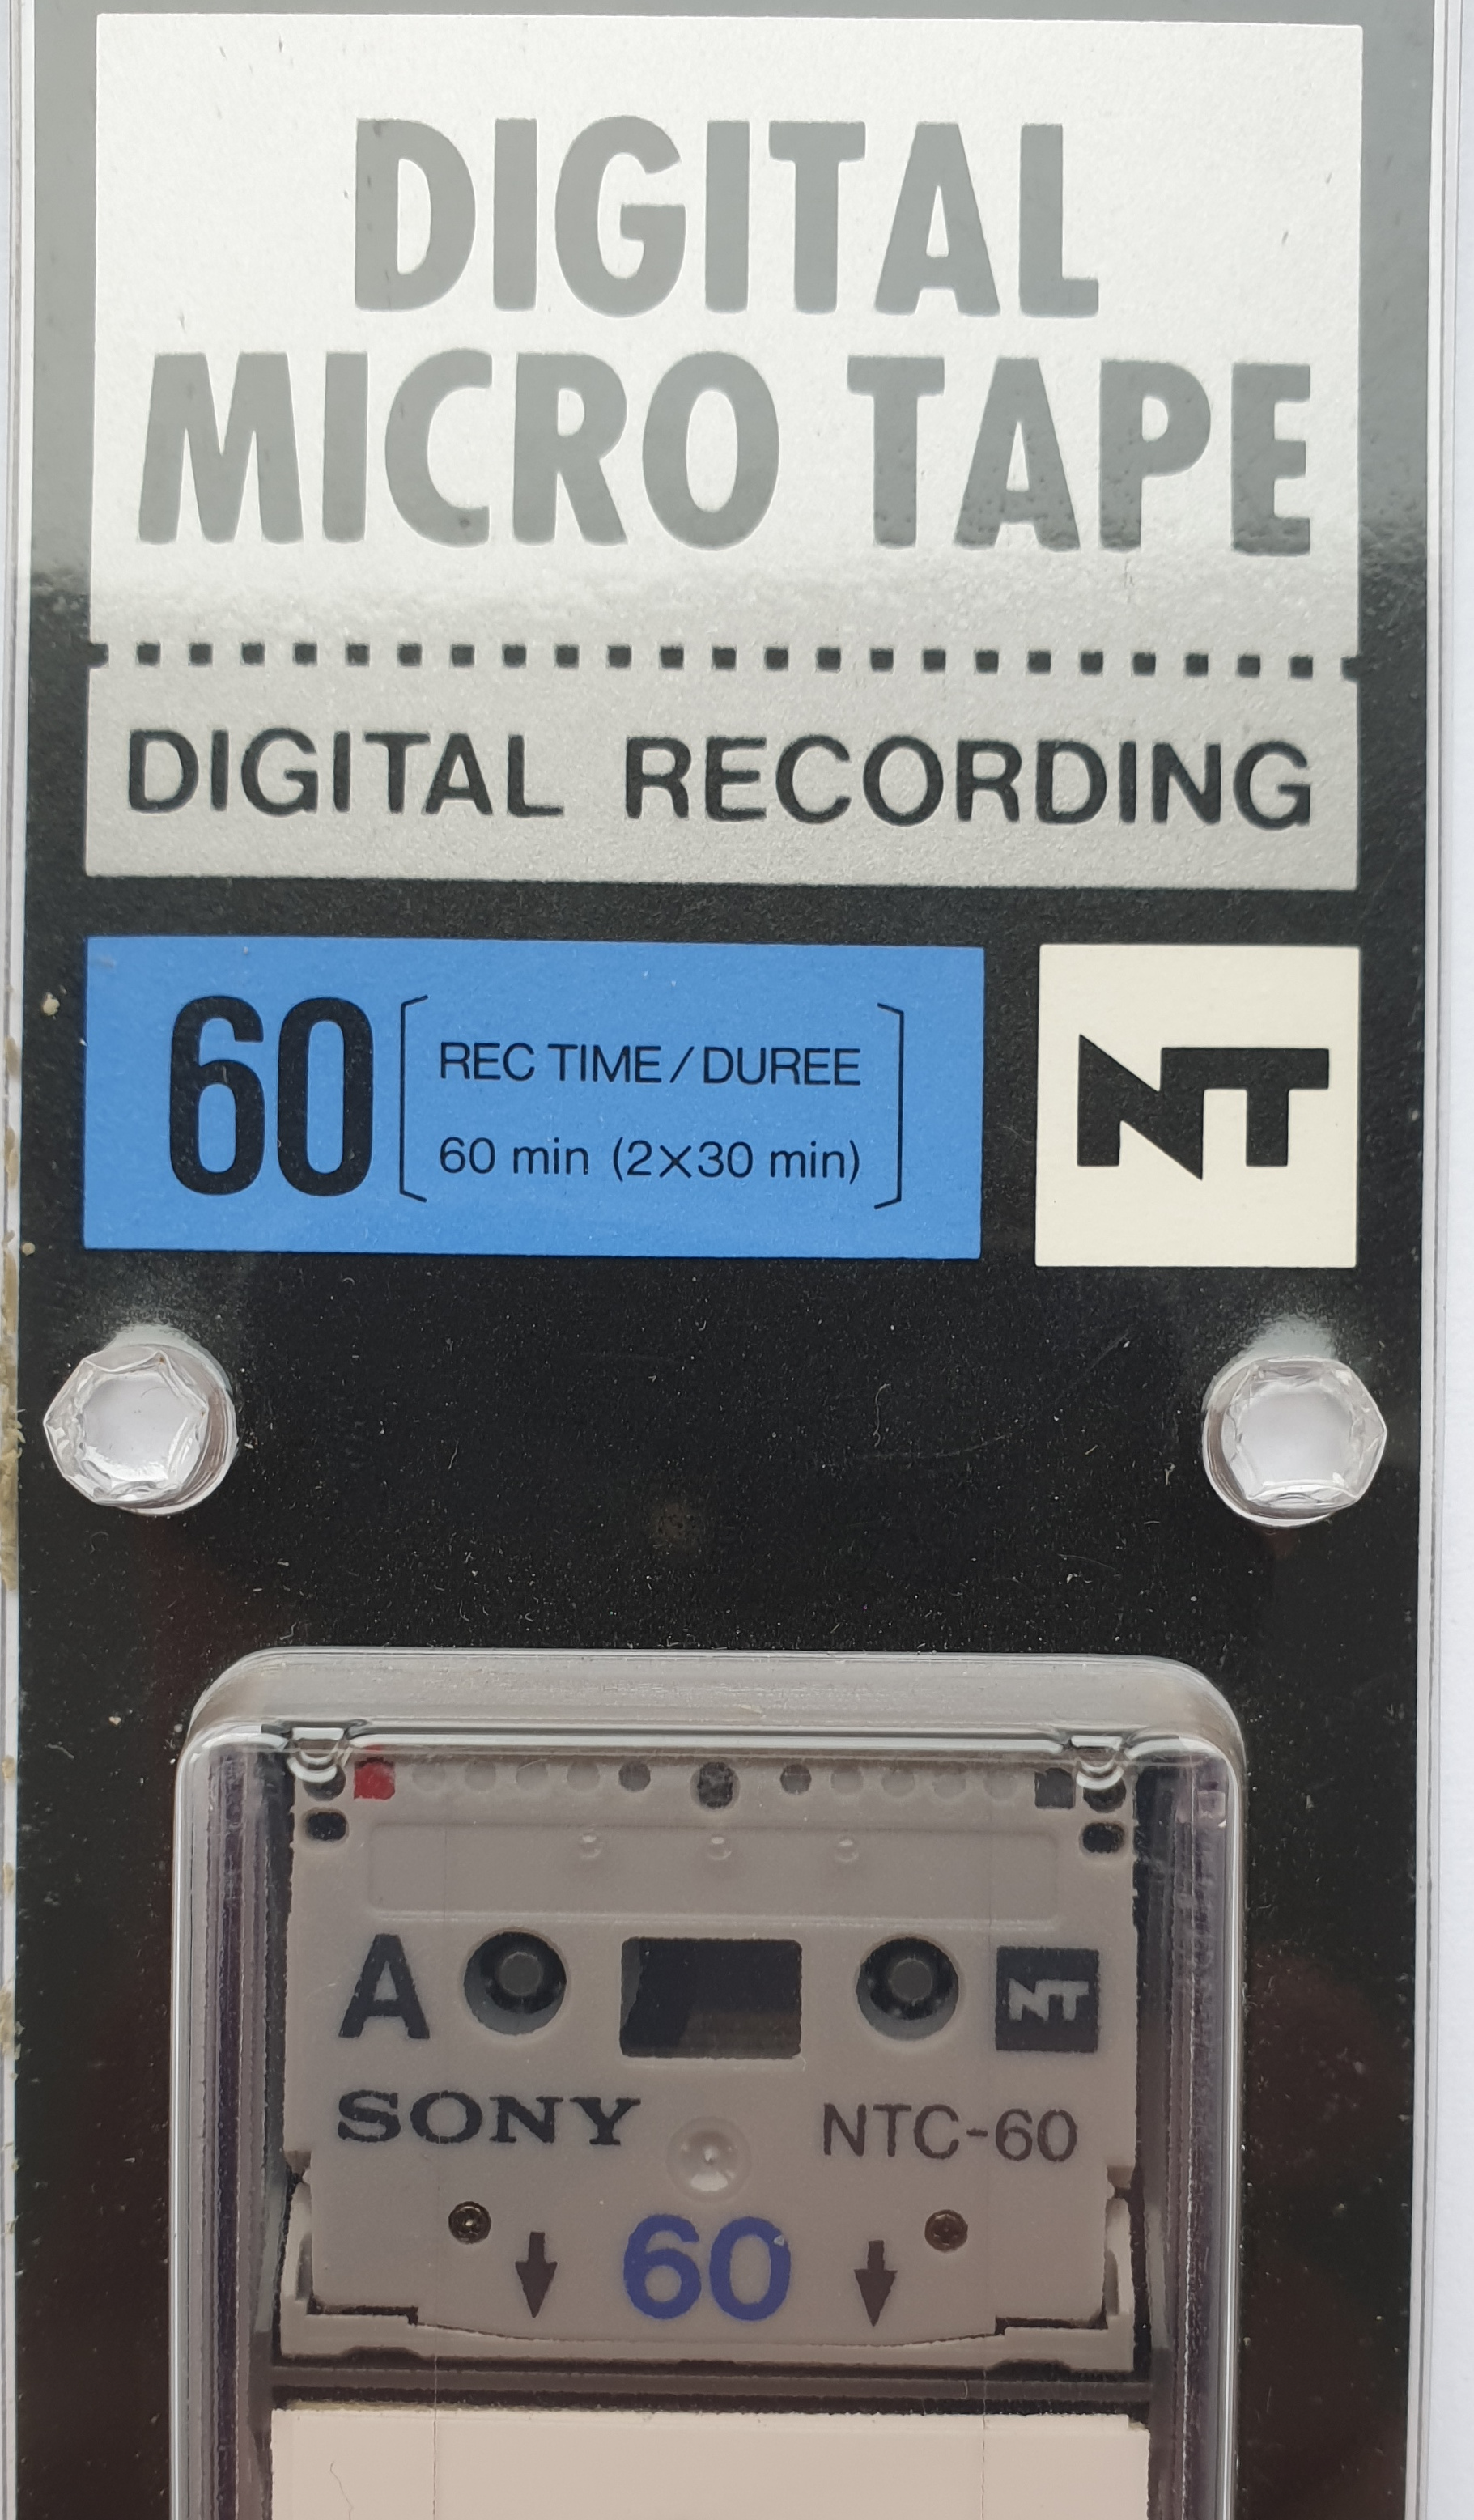 DIGITAL
MICRO TAPE
DIGITAL RECORDING
60 [REC TIME/DUREE
60 min (2×30 min)]
NT
A
NT
SONY
NTC-60
60